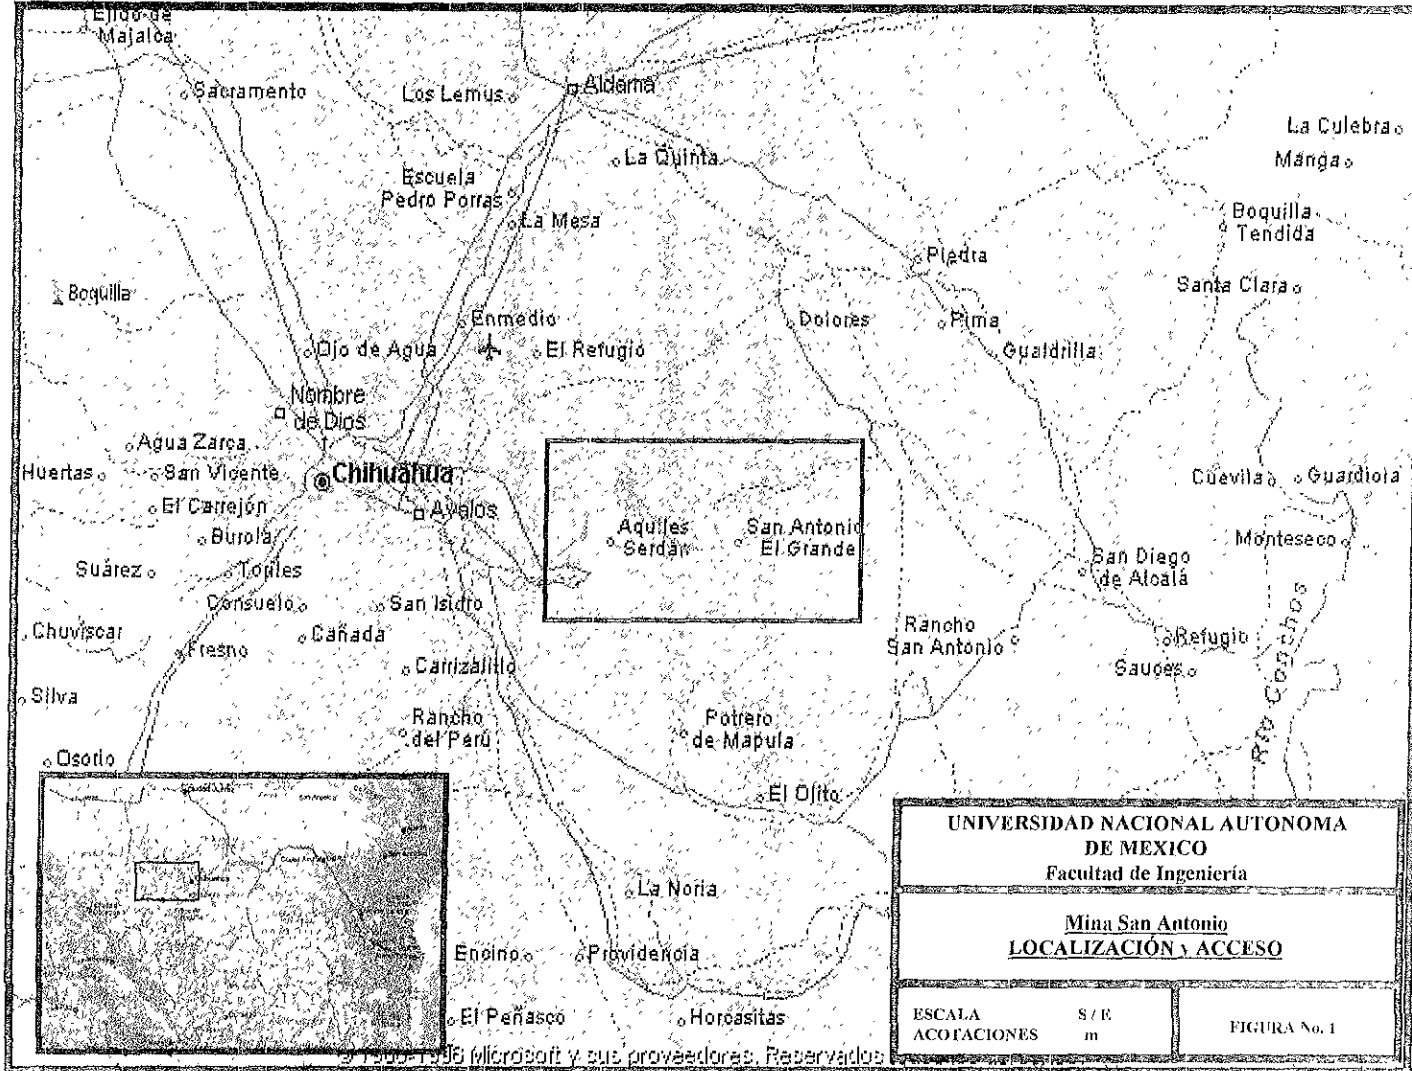 Ejido de
Majalca
Sacramento
Los Lemus
Aldama
La Culebra
Manga
La Quinta
Escuela
Pedro Porras
La Mesa
Boquilla
Tendida
Piedra
Santa Clara
Boquilla
Enmedio
Dolores
Pima
Ojo de Agua
El Refugio
Gualdrilla
Nombre
de Dios
Agua Zarca
Huertas
San Vicente
Chihuahua
Cuevila
Guardiola
El Carrejón
Avalos
Aquiles
Serdán
San Antonio
El Grande
Burola
Monteseco
Suárez
Toriles
San Diego
de Alcalá
Consuelo
San Isidro
Chuviscar
Cañada
Rancho
San Antonio
Refugio
Fresno
Carrizalillo
Sauces
Río Conchos
Silva
Rancho
del Perú
Potrero
de Mapula
Osorio
El Ojito
UNIVERSIDAD NACIONAL AUTONOMA
DE MEXICO
Facultad de Ingeniería
La Noria
Mina San Antonio
LOCALIZACIÓN y ACCESO
Encino
Providencia
El Peñasco
Horcasitas
ESCALA S / E
ACOTACIONES m
FIGURA No. 1
Microsoft y sus proveedores. Reservados